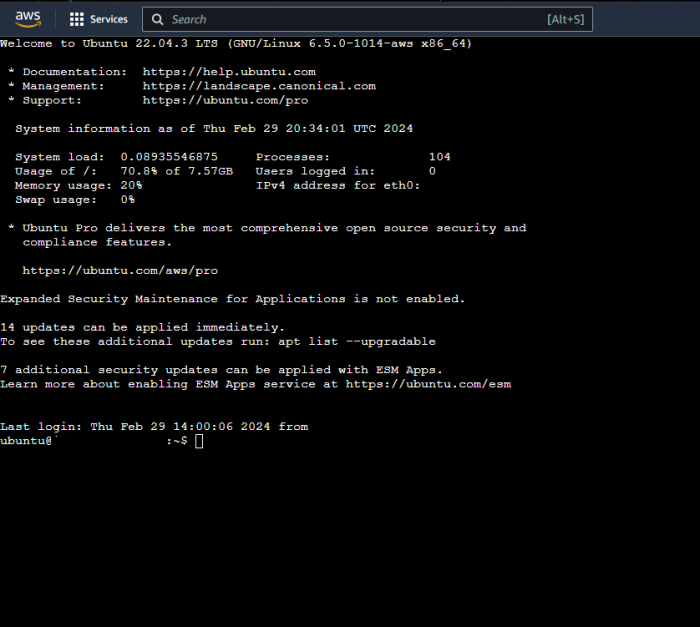 aws
Services
Search
[Alt+S]
Welcome to Ubuntu 22.04.3 LTS (GNU/Linux 6.5.0-1014-aws x86_64)
* Documentation: https://help.ubuntu.com
* Management: https://landscape.canonical.com
* Support: https://ubuntu.com/pro
System information as of Thu Feb 29 20:34:01 UTC 2024
System load: 0.08935546875 Processes: 104
Usage of /: 70.8% of 7.57GB Users logged in: 0
Memory usage: 20% IPv4 address for eth0:
Swap usage: 0%
* Ubuntu Pro delivers the most comprehensive open source security and
compliance features.
https://ubuntu.com/aws/pro
Expanded Security Maintenance for Applications is not enabled.
14 updates can be applied immediately.
To see these additional updates run: apt list --upgradable
7 additional security updates can be applied with ESM Apps.
Learn more about enabling ESM Apps service at https://ubuntu.com/esm
Last login: Thu Feb 29 14:00:06 2024 from
ubuntu@ :~$